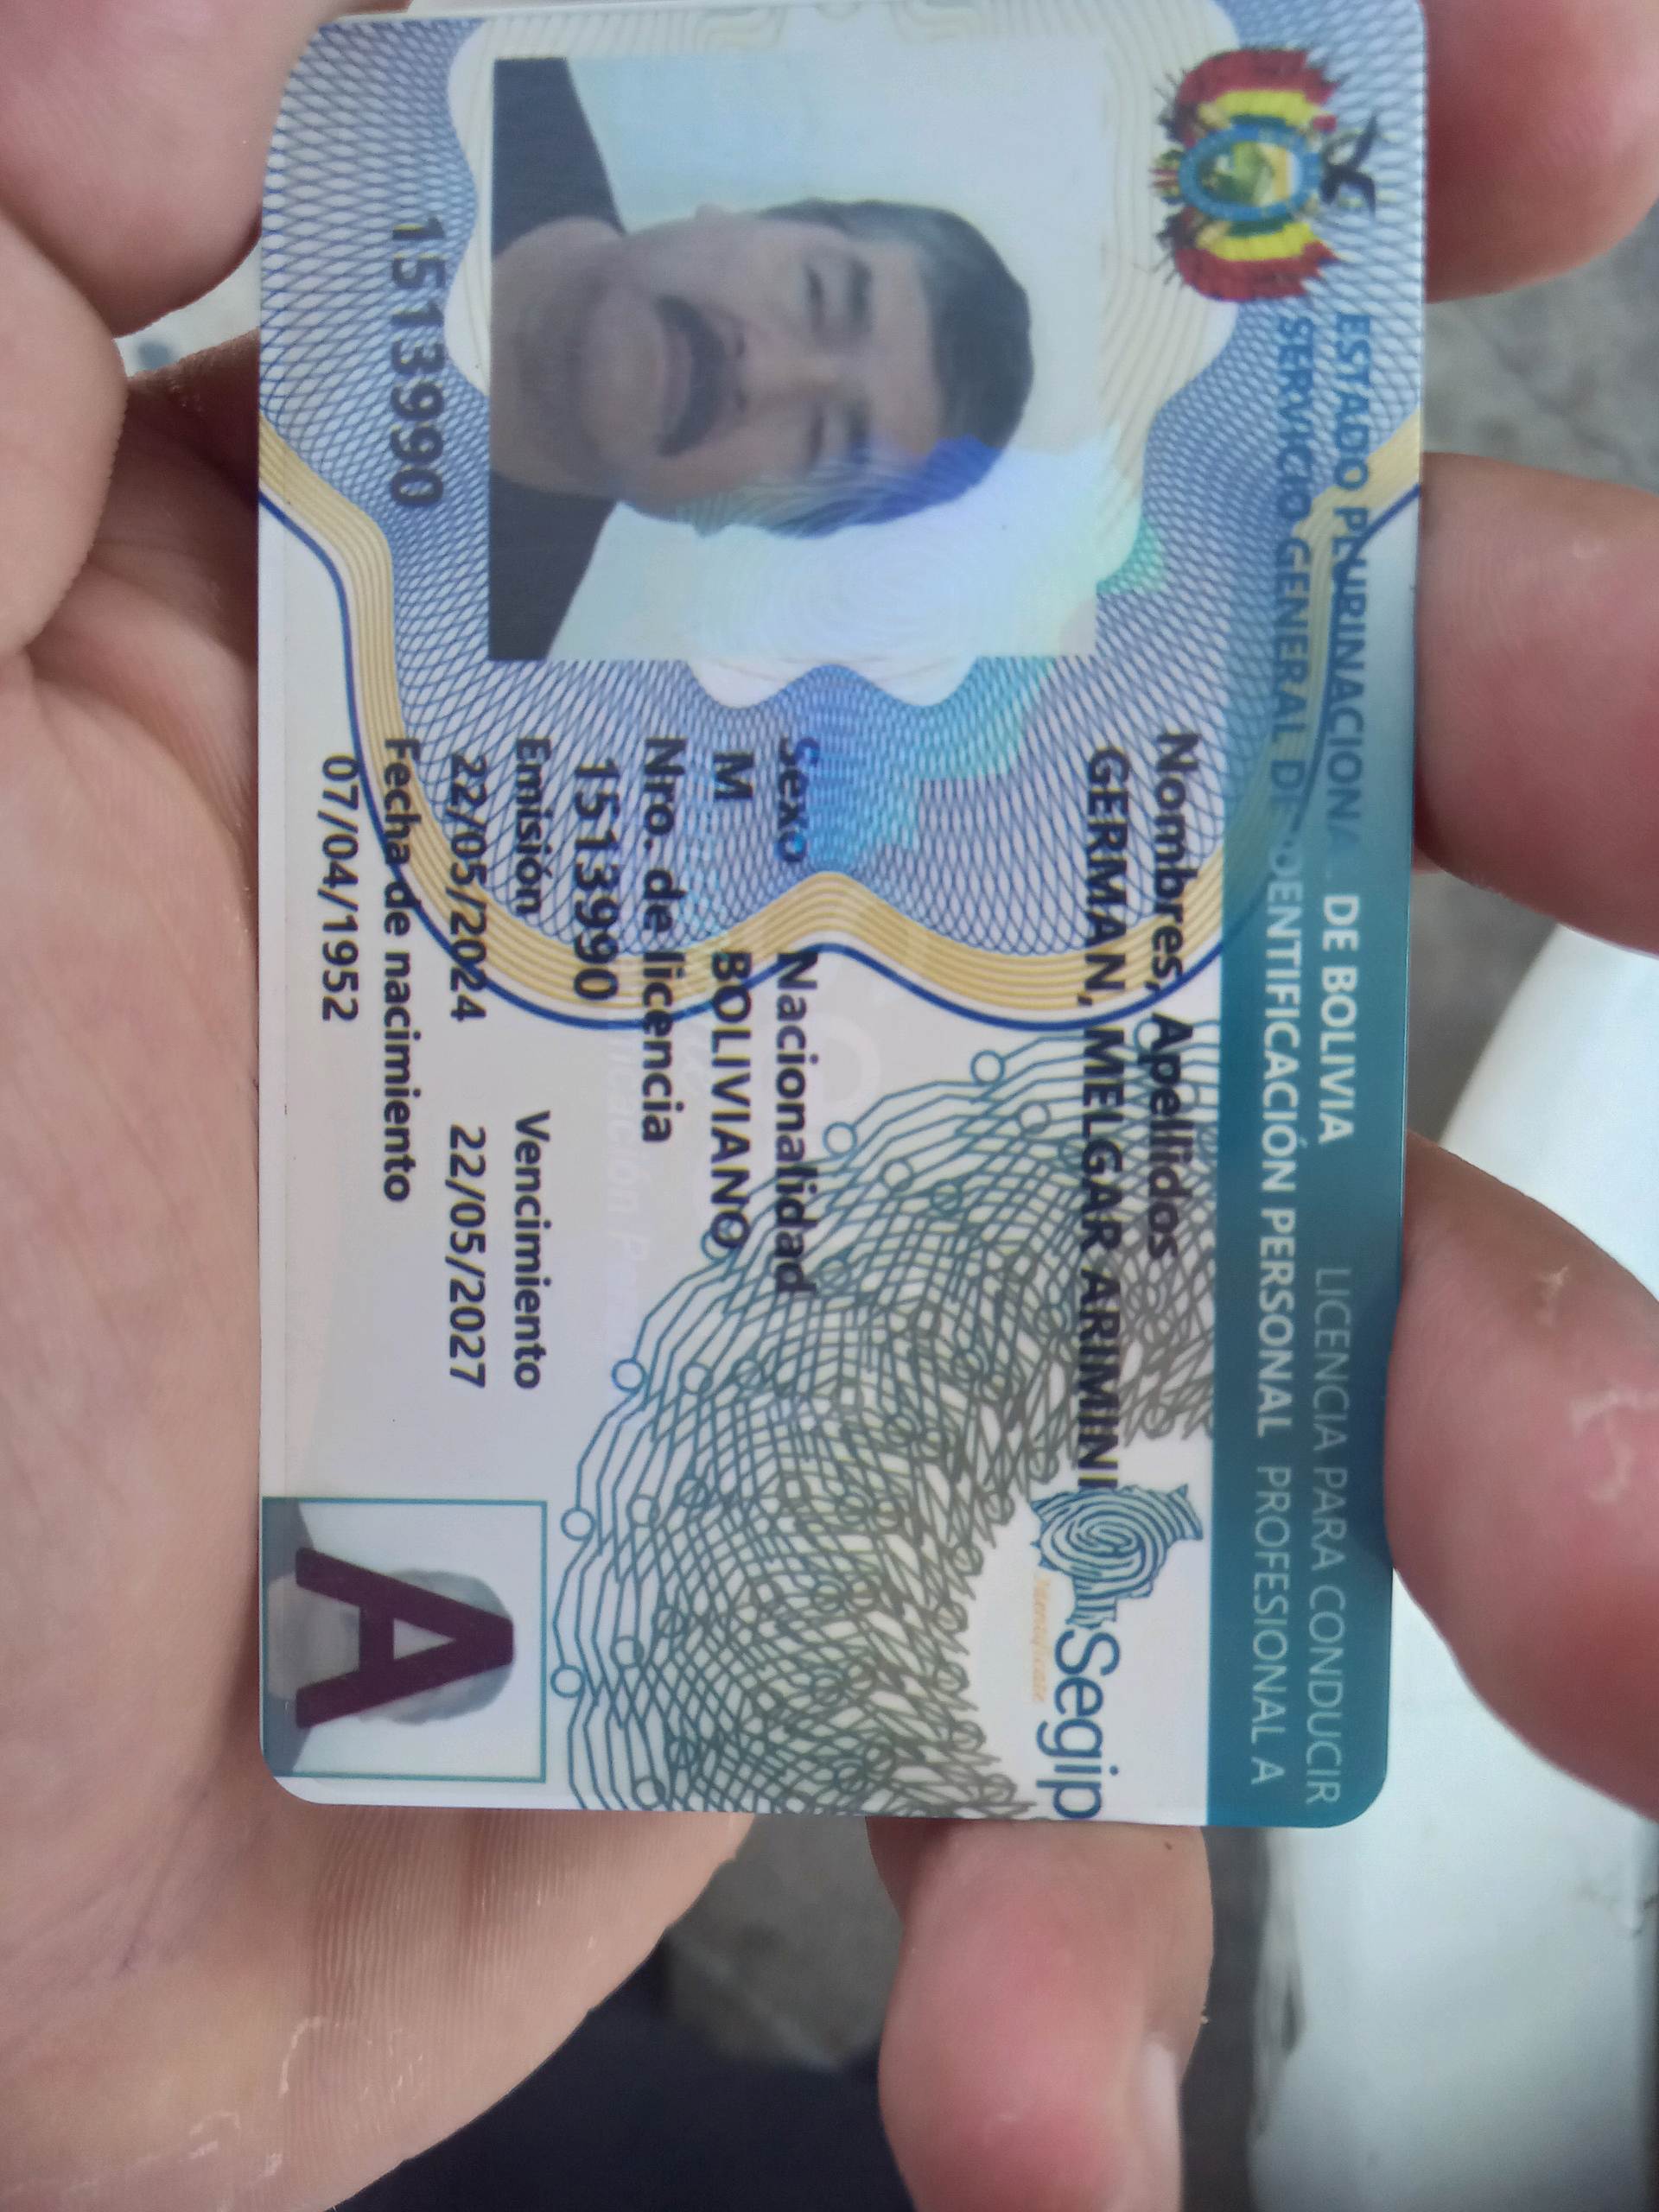 ESTADO PLURINACIONAL DE BOLIVIA LICENCIA PARA CONDUCIR
SERVICIO GENERAL DE IDENTIFICACIÓN PERSONAL PROFESIONAL A
Segip
Nombres, Apellidos
GERMAN, MELGAR ARIMINI
Sexo Nacionalidad
M BOLIVIANO
Nro. de licencia
1513990
Emisión Vencimiento
22/05/2024 22/05/2027
Fecha de nacimiento
07/04/1952
1513990
A